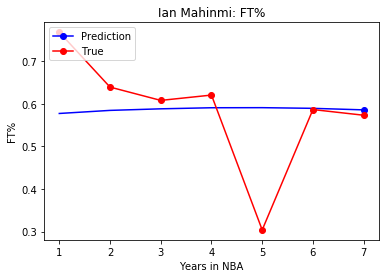 Ian Mahinmi: FT%
Prediction
True
FT%
0.7
0.6
0.5
0.4
0.3
1 2 3 4 5 6 7
Years in NBA